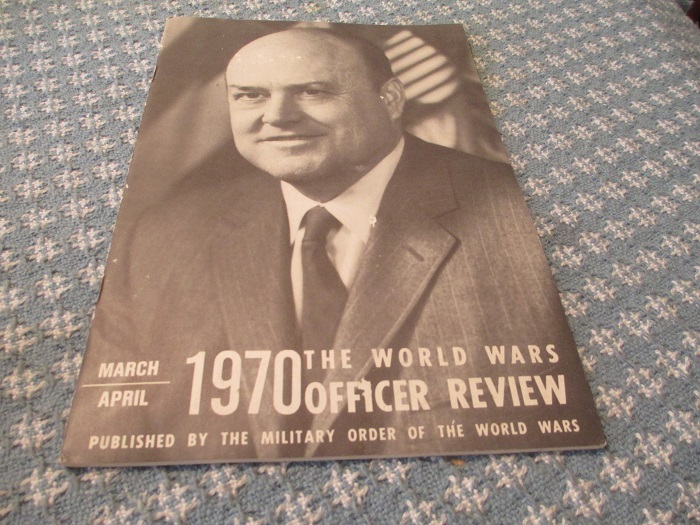 MARCH
APRIL
1970
THE WORLD WARS
OFFICER REVIEW
PUBLISHED BY THE MILITARY ORDER OF THE WORLD WARS